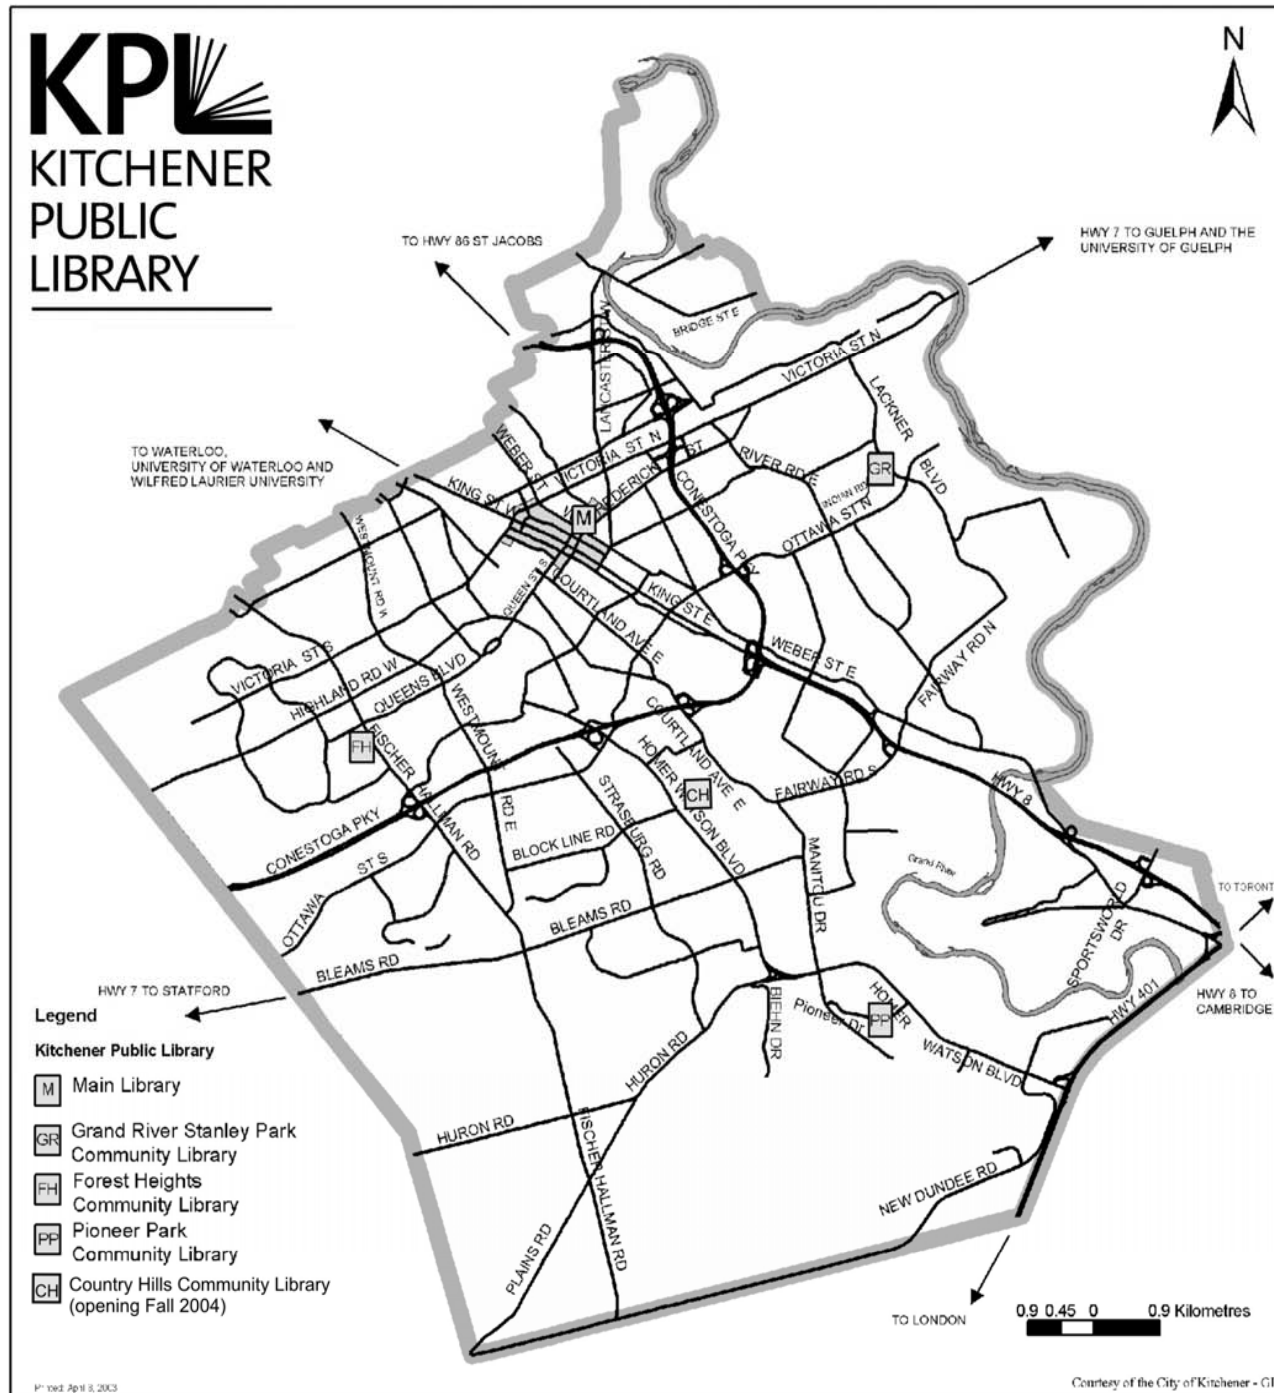 KPL
KITCHENER
PUBLIC
LIBRARY
N
TO HWY 86 ST JACOBS
HWY 7 TO GUELPH AND THE
UNIVERSITY OF GUELPH
BRIDGE ST E
LANCASTER ST W
VICTORIA ST N
LACKNER
BLVD
TO WATERLOO,
UNIVERSITY OF WATERLOO AND
WILFRED LAURIER UNIVERSITY
WEBER ST
W
VICTORIA ST N
FREDERICK ST
RIVER RD E
GR
INDIAN RD
KING ST W
M
CONESTOGA PKY
OTTAWA ST N
WESTMOUNT RD W
QUEEN ST S
COURTLAND AVE E
KING ST E
WEBER ST E
FAIRWAY RD N
VICTORIA ST S
HIGHLAND RD W
QUEENS BLVD
WESTMOUNT
RD E
FH
FISCHER
HALLMAN RD
COURTLAND AVE E
HOMER WATSON BLVD
CH
FAIRWAY RD S
HWY 8
STRASBURG RD
CONESTOGA PKY
BLOCK LINE RD
MANITOU DR
Grand River
OTTAWA
ST S
BLEAMS RD
BLEAMS RD
SPORTSWORLD
DR
TO TORONT
HWY 7 TO STATFORD
HWY 8 TO
CAMBRIDGE
HWY 401
BIEHN DR
Pioneer Dr
PP
HOMER
WATSON BLVD
HURON RD
HURON RD
FISCHER HALLMAN RD
PLAINS RD
NEW DUNDEE RD
TO LONDON
Legend
Kitchener Public Library
M Main Library
GR Grand River Stanley Park
Community Library
FH Forest Heights
Community Library
PP Pioneer Park
Community Library
CH Country Hills Community Library
(opening Fall 2004)
0.9 0.45 0 0.9 Kilometres
Printed: April 8, 2003
Courtesy of the City of Kitchener - GI